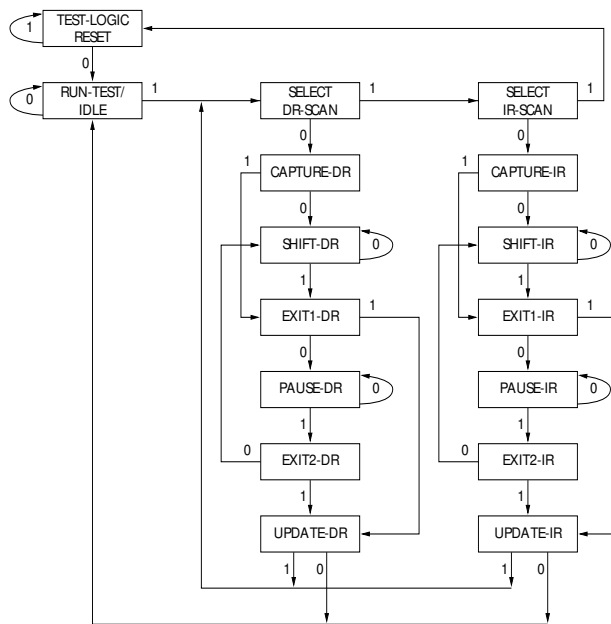 TEST-LOGIC
RESET
1
0
RUN-TEST/
IDLE
0
1
SELECT
DR-SCAN
1
SELECT
IR-SCAN
1
0
0
1
CAPTURE-DR
1
CAPTURE-IR
0
0
SHIFT-DR
0
SHIFT-IR
0
1
1
EXIT1-DR
1
EXIT1-IR
1
0
0
PAUSE-DR
0
PAUSE-IR
0
1
1
0
EXIT2-DR
0
EXIT2-IR
1
1
UPDATE-DR
UPDATE-IR
1
0
1
0